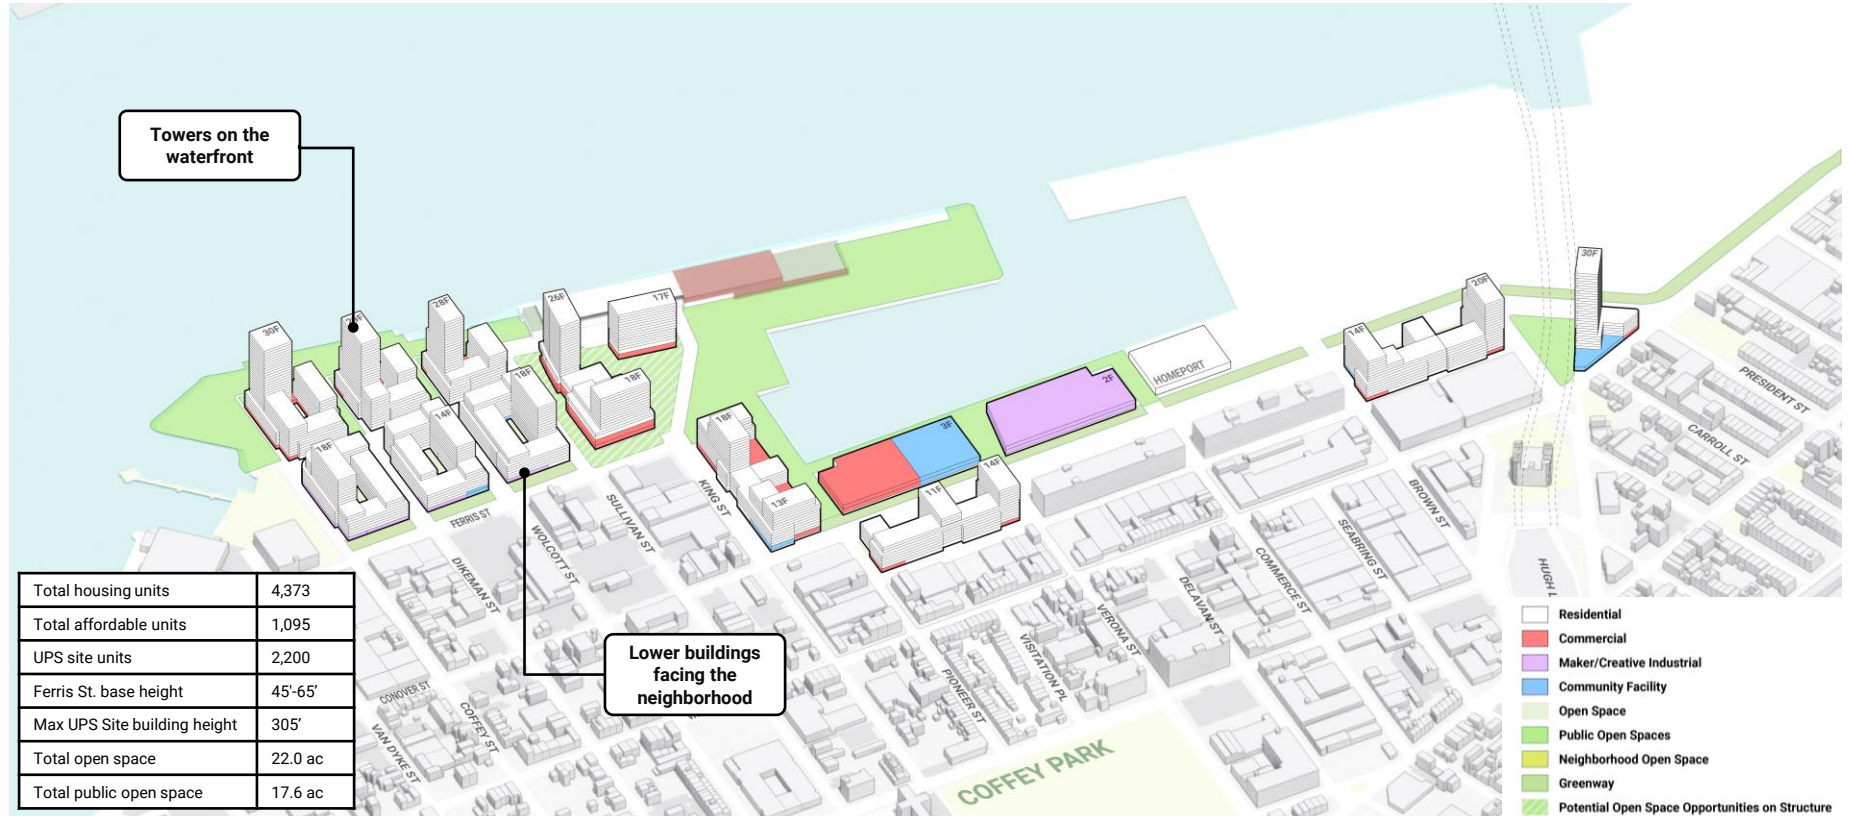 Towers on the
waterfront
30F
28F
26F
17F
18F
18F
14F
18F
18F
13F
3F
2F
11F
14F
HOMEPORT
14F
20F
30F
FERRIS ST
DIKEMAN ST
WOLCOTT ST
SULLIVAN ST
KING ST
CONOVER ST
COFFEY ST
VAN DYKE ST
PIONEER ST
VISITATION PL
VERONA ST
DELAVAN ST
COMMERCE ST
SEABRING ST
BROWN ST
HUGH L
CARROLL ST
PRESIDENT ST
COFFEY PARK
Lower buildings
facing the
neighborhood
Total housing units 4,373
Total affordable units 1,095
UPS site units 2,200
Ferris St. base height 45'-65’
Max UPS Site building height 305’
Total open space 22.0 ac
Total public open space 17.6 ac
Residential
Commercial
Maker/Creative Industrial
Community Facility
Open Space
Public Open Spaces
Neighborhood Open Space
Greenway
Potential Open Space Opportunities on Structure